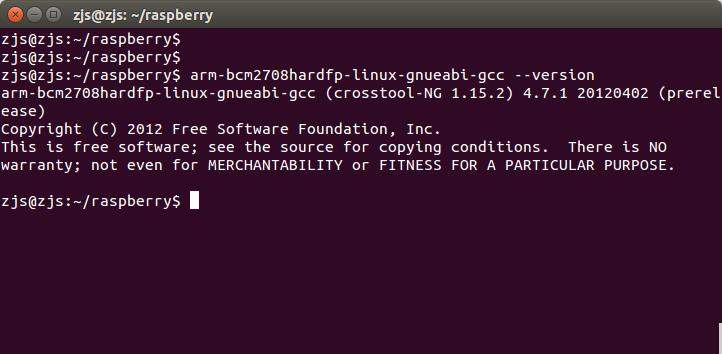 zjs@zjs: ~/raspberry
zjs@zjs:~/raspberry$
zjs@zjs:~/raspberry$
zjs@zjs:~/raspberry$ arm-bcm2708hardfp-linux-gnueabi-gcc --version
arm-bcm2708hardfp-linux-gnueabi-gcc (crosstool-NG 1.15.2) 4.7.1 20120402 (prerel
ease)
Copyright (C) 2012 Free Software Foundation, Inc.
This is free software; see the source for copying conditions.  There is NO
warranty; not even for MERCHANTABILITY or FITNESS FOR A PARTICULAR PURPOSE.
zjs@zjs:~/raspberry$